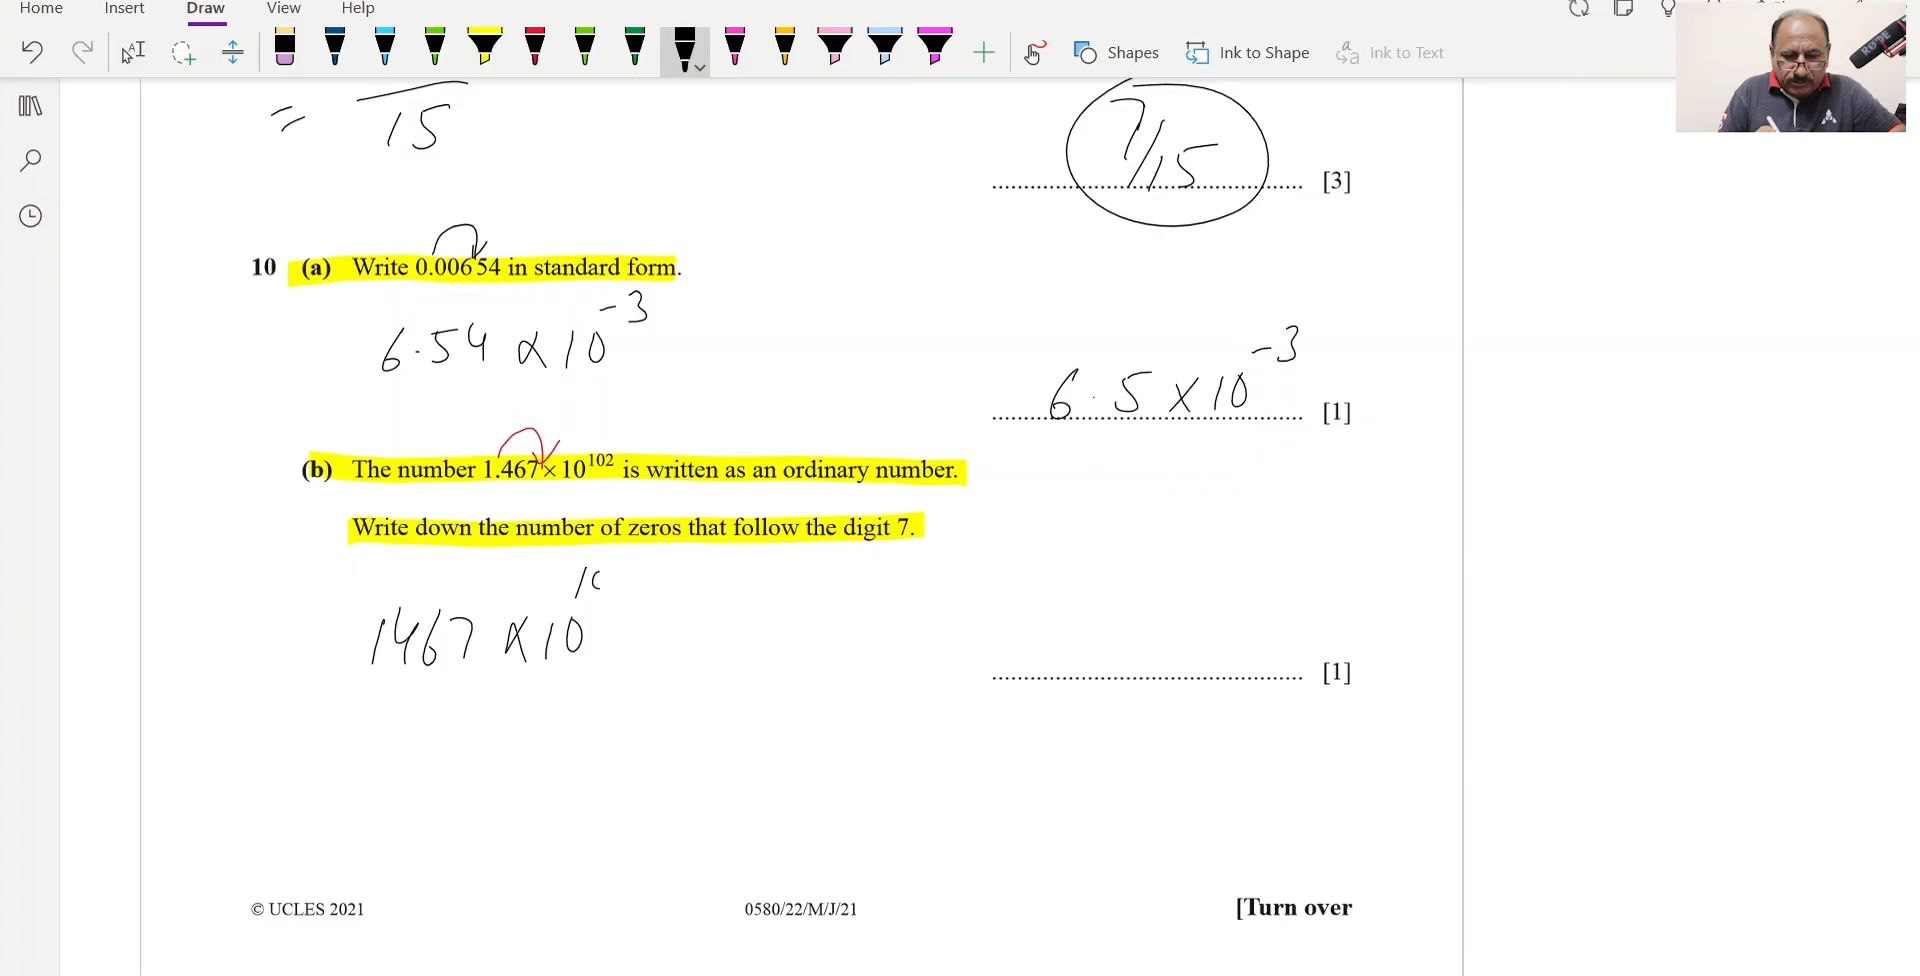 Home Insert Draw View Help
Shapes Ink to Shape Ink to Text
RØDE
= 15
7/15
[3]
10 (a) Write 0.00654 in standard form.
6.54 × 10⁻³
6.5 × 10⁻³
[1]
(b) The number 1.467 × 10¹⁰² is written as an ordinary number.
Write down the number of zeros that follow the digit 7.
1467 × 10
[1]
© UCLES 2021 0580/22/M/J/21 [Turn over